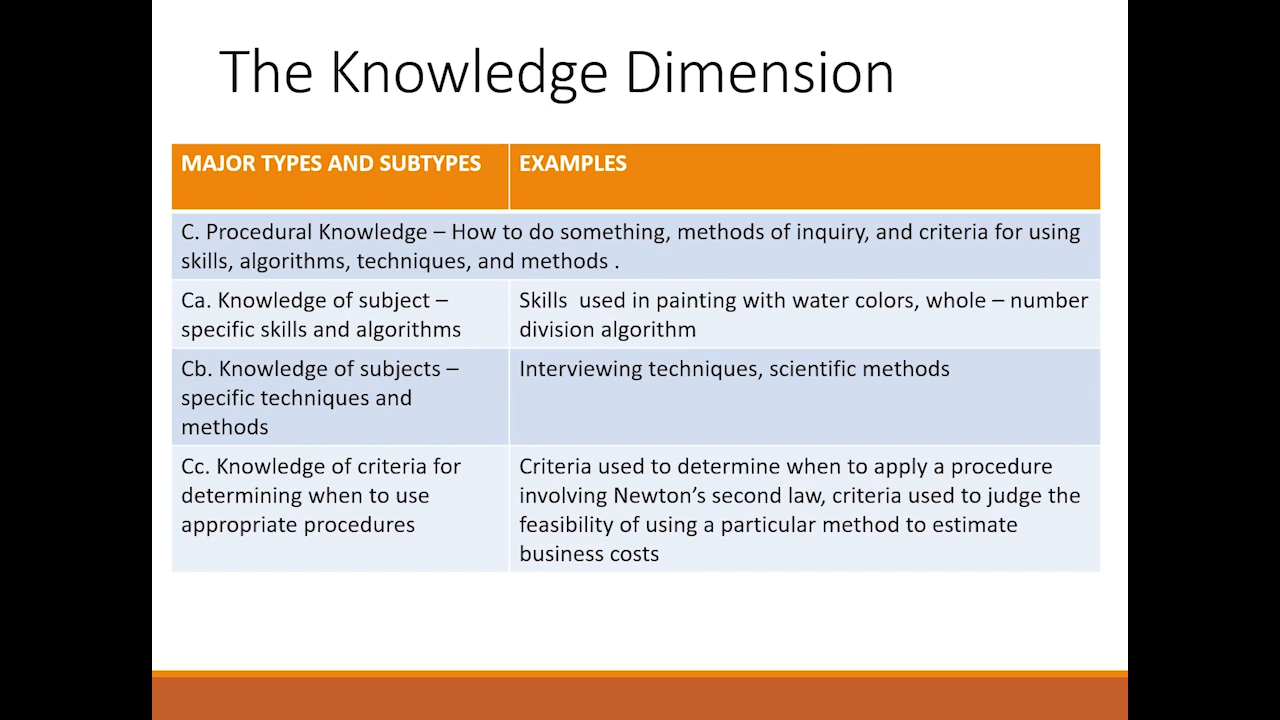 The Knowledge Dimension
MAJOR TYPES AND SUBTYPES
EXAMPLES
C. Procedural Knowledge – How to do something, methods of inquiry, and criteria for using
skills, algorithms, techniques, and methods .
Ca. Knowledge of subject –
specific skills and algorithms
Skills  used in painting with water colors, whole – number
division algorithm
Cb. Knowledge of subjects –
specific techniques and
methods
Interviewing techniques, scientific methods
Cc. Knowledge of criteria for
determining when to use
appropriate procedures
Criteria used to determine when to apply a procedure
involving Newton’s second law, criteria used to judge the
feasibility of using a particular method to estimate
business costs